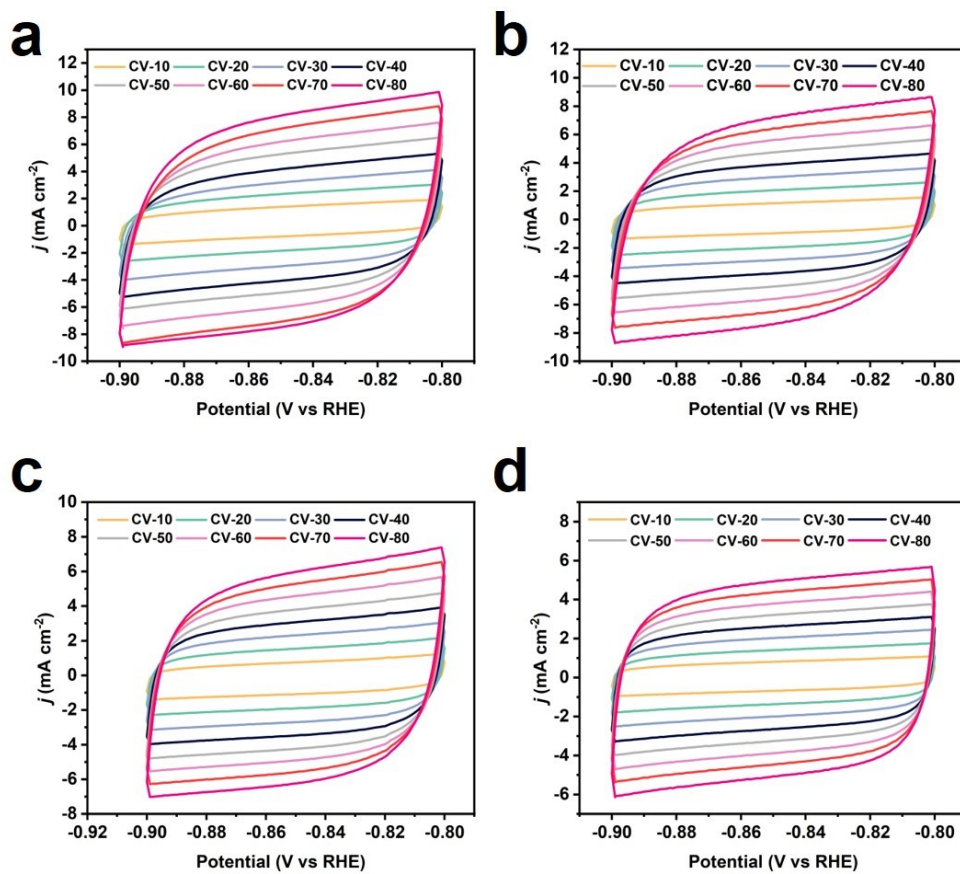 a
12
10
8
6
4
2
0
-2
-4
-6
-8
-10
j (mA cm-2)
CV-10 CV-20 CV-30 CV-40
CV-50 CV-60 CV-70 CV-80
-0.90 -0.88 -0.86 -0.84 -0.82 -0.80
Potential (V vs RHE)
b
12
10
8
6
4
2
0
-2
-4
-6
-8
-10
j (mA cm-2)
CV-10 CV-20 CV-30 CV-40
CV-50 CV-60 CV-70 CV-80
-0.90 -0.88 -0.86 -0.84 -0.82 -0.80
Potential (V vs RHE)
c
10
8
6
4
2
0
-2
-4
-6
-8
j (mA cm-2)
CV-10 CV-20 CV-30 CV-40
CV-50 CV-60 CV-70 CV-80
-0.92 -0.90 -0.88 -0.86 -0.84 -0.82 -0.80
Potential (V vs RHE)
d
8
6
4
2
0
-2
-4
-6
j (mA cm-2)
CV-10 CV-20 CV-30 CV-40
CV-50 CV-60 CV-70 CV-80
-0.90 -0.88 -0.86 -0.84 -0.82 -0.80
Potential (V vs RHE)